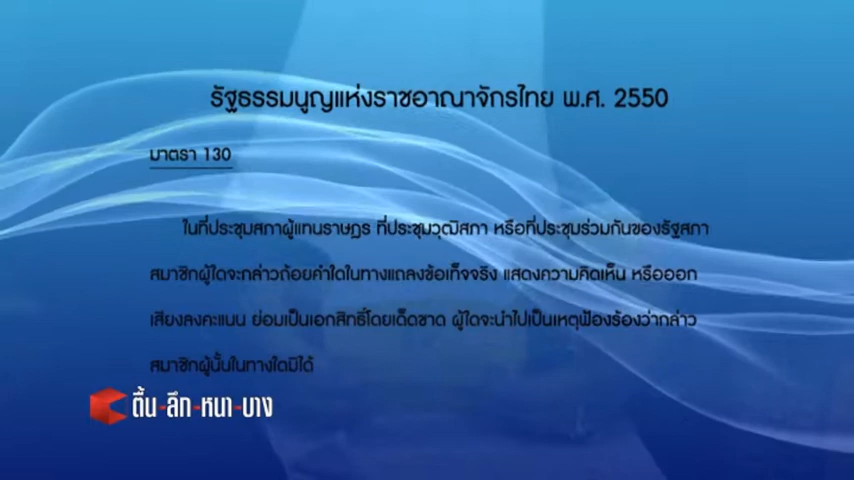 รัฐธรรมนูญแห่งราชอาณาจักรไทย พ.ศ. 2550
มาตรา 130
ในที่ประชุมสภาผู้แทนราษฎร ที่ประชุมวุฒิสภา หรือที่ประชุมร่วมกันของรัฐสภา
สมาชิกผู้ใดจะกล่าวถ้อยคำใดในทางแถลงข้อเท็จจริง แสดงความคิดเห็น หรือออก
เสียงลงคะแนน ย่อมเป็นเอกสิทธิ์โดยเด็ดขาด ผู้ใดจะนำไปเป็นเหตุฟ้องร้องว่ากล่าว
สมาชิกผู้นั้นในทางใดมิได้
ตื้น-ลึก-หนา-บาง